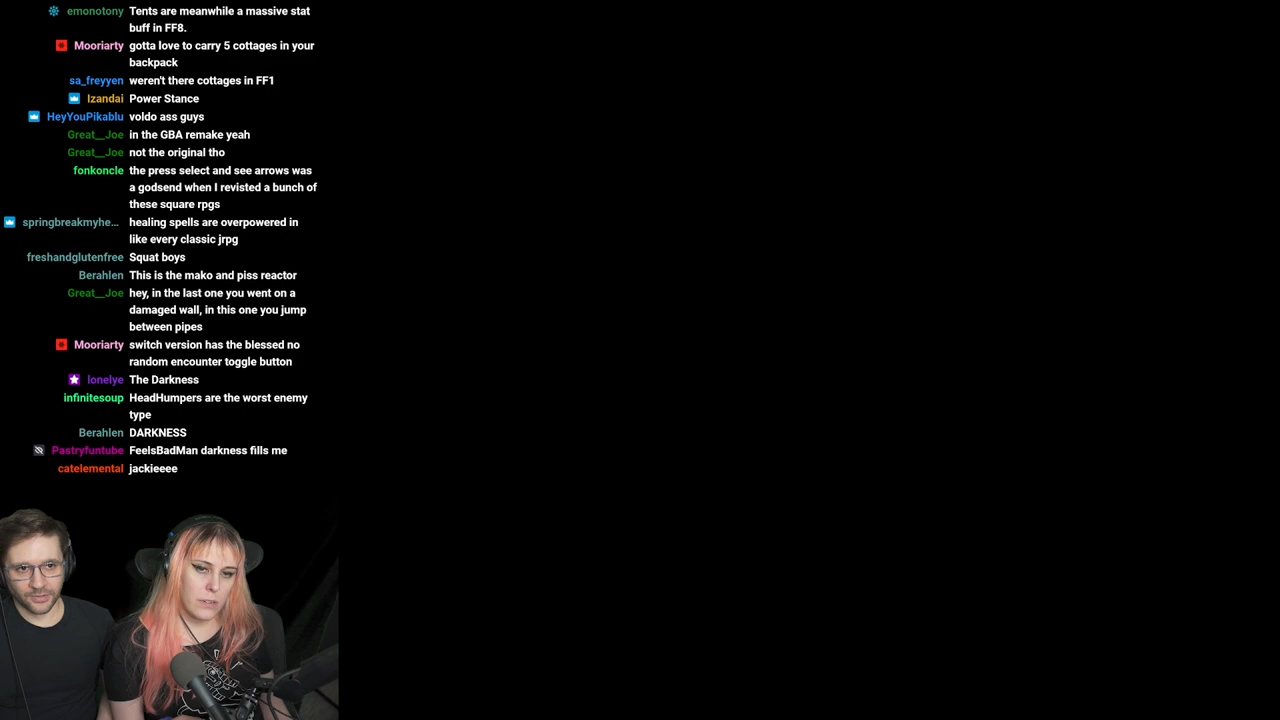 emonotony Tents are meanwhile a massive stat
buff in FF8.
Mooriarty gotta love to carry 5 cottages in your
backpack
sa_freyyen weren't there cottages in FF1
Izandai Power Stance
HeyYouPikablu voldo ass guys
Great__Joe in the GBA remake yeah
Great__Joe not the original tho
fonkoncle the press select and see arrows was
a godsend when I revisted a bunch of
these square rpgs
springbreakmyhe... healing spells are overpowered in
like every classic jrpg
freshandglutenfree Squat boys
Berahlen This is the mako and piss reactor
Great__Joe hey, in the last one you went on a
damaged wall, in this one you jump
between pipes
Mooriarty switch version has the blessed no
random encounter toggle button
lonelye The Darkness
infinitesoup HeadHumpers are the worst enemy
type
Berahlen DARKNESS
Pastryfuntube FeelsBadMan darkness fills me
catelemental jackieeee